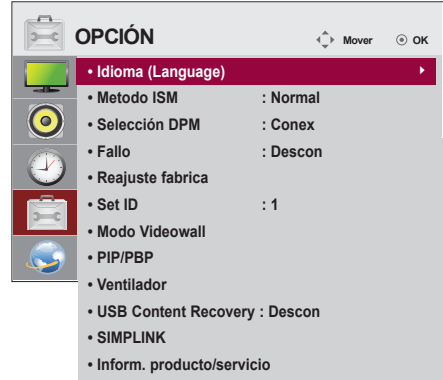 OPCIÓN Mover OK
• Idioma (Language)
• Metodo ISM : Normal
• Selección DPM : Conex
• Fallo : Descon
• Reajuste fabrica
• Set ID : 1
• Modo Videowall
• PIP/PBP
• Ventilador
• USB Content Recovery : Descon
• SIMPLINK
• Inform. producto/servicio